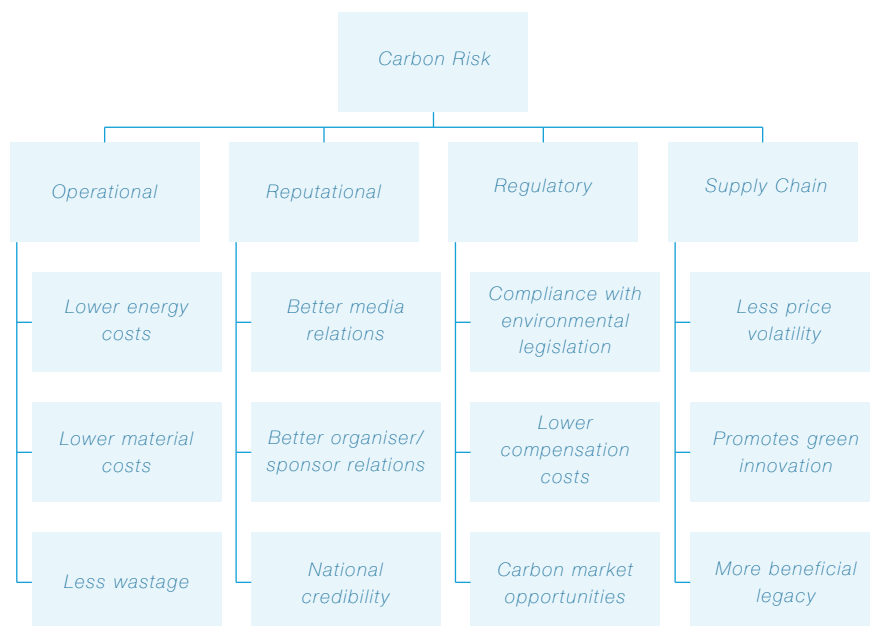 Carbon Risk
Operational
Reputational
Regulatory
Supply Chain
Lower energy
costs
Better media
relations
Compliance with
environmental
legislation
Less price
volatility
Lower material
costs
Better organiser/
sponsor relations
Lower
compensation
costs
Promotes green
innovation
Less wastage
National
credibility
Carbon market
opportunities
More beneficial
legacy